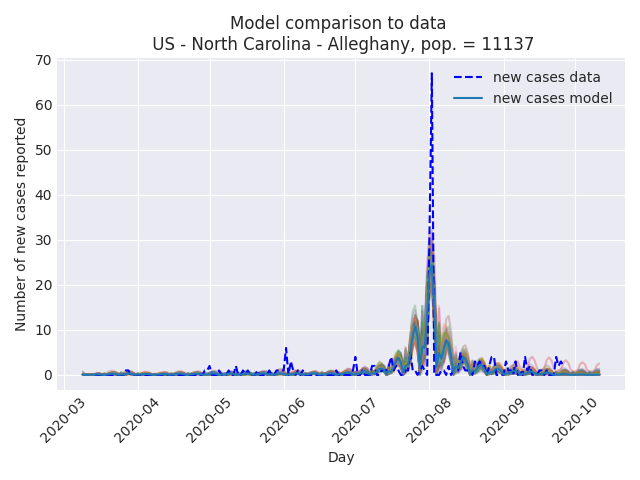 Model comparison to data
US - North Carolina - Alleghany, pop. = 11137
new cases data
new cases model
Number of new cases reported
70
60
50
40
30
20
10
0
2020-03
2020-04
2020-05
2020-06
2020-07
2020-08
2020-09
2020-10
Day